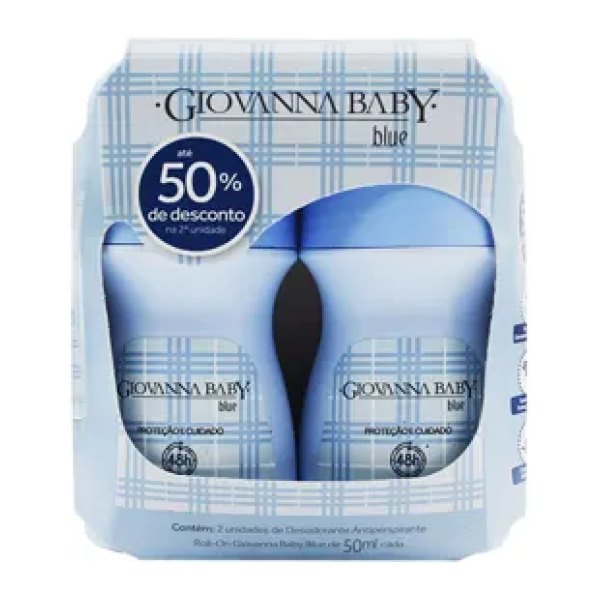 ·GIOVANNA BABY·
blue
até
50%
de desconto
na 2ª unidade
GIOVANNA BABY
blue
PROTEÇÃO E CUIDADO
48h
·GIOVANNA BABY·
blue
PROTEÇÃO E CUIDADO
48h
Contém: 2 unidades de Desodorante Antiperspirante
Roll-On Giovanna Baby Blue de 50ml cada